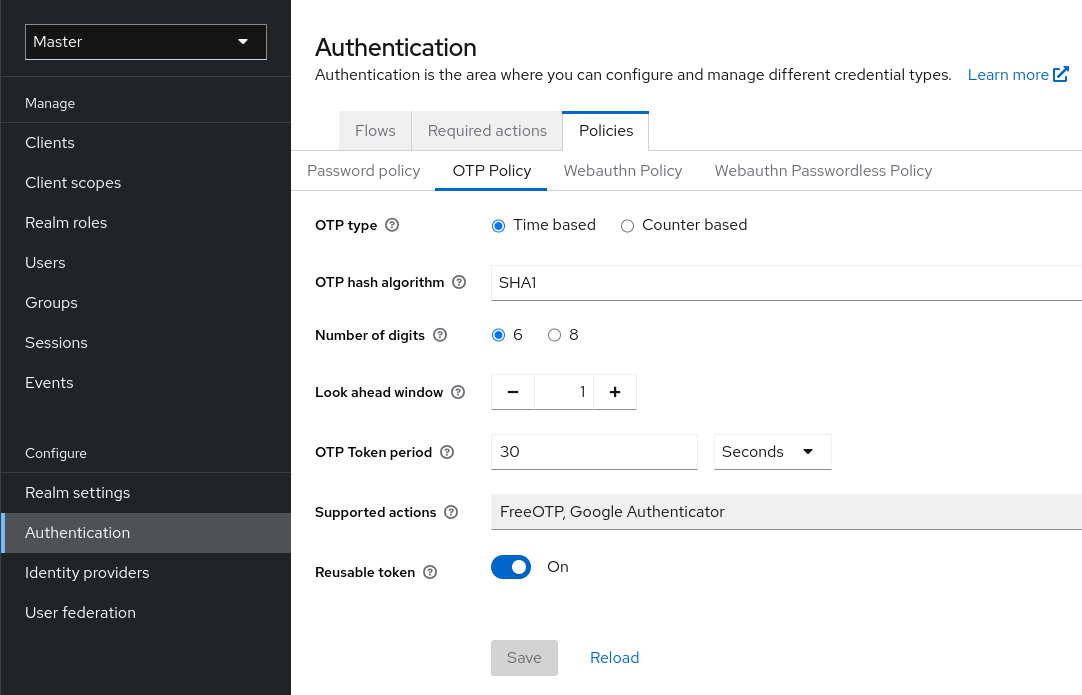 Master
Manage
Clients
Client scopes
Realm roles
Users
Groups
Sessions
Events
Configure
Realm settings
Authentication
Identity providers
User federation
Authentication
Authentication is the area where you can configure and manage different credential types. Learn more
Flows Required actions Policies
Password policy OTP Policy Webauthn Policy Webauthn Passwordless Policy
OTP type Time based Counter based
OTP hash algorithm SHA1
Number of digits 6 8
Look ahead window − 1 +
OTP Token period 30 Seconds
Supported actions FreeOTP, Google Authenticator
Reusable token On
Save Reload